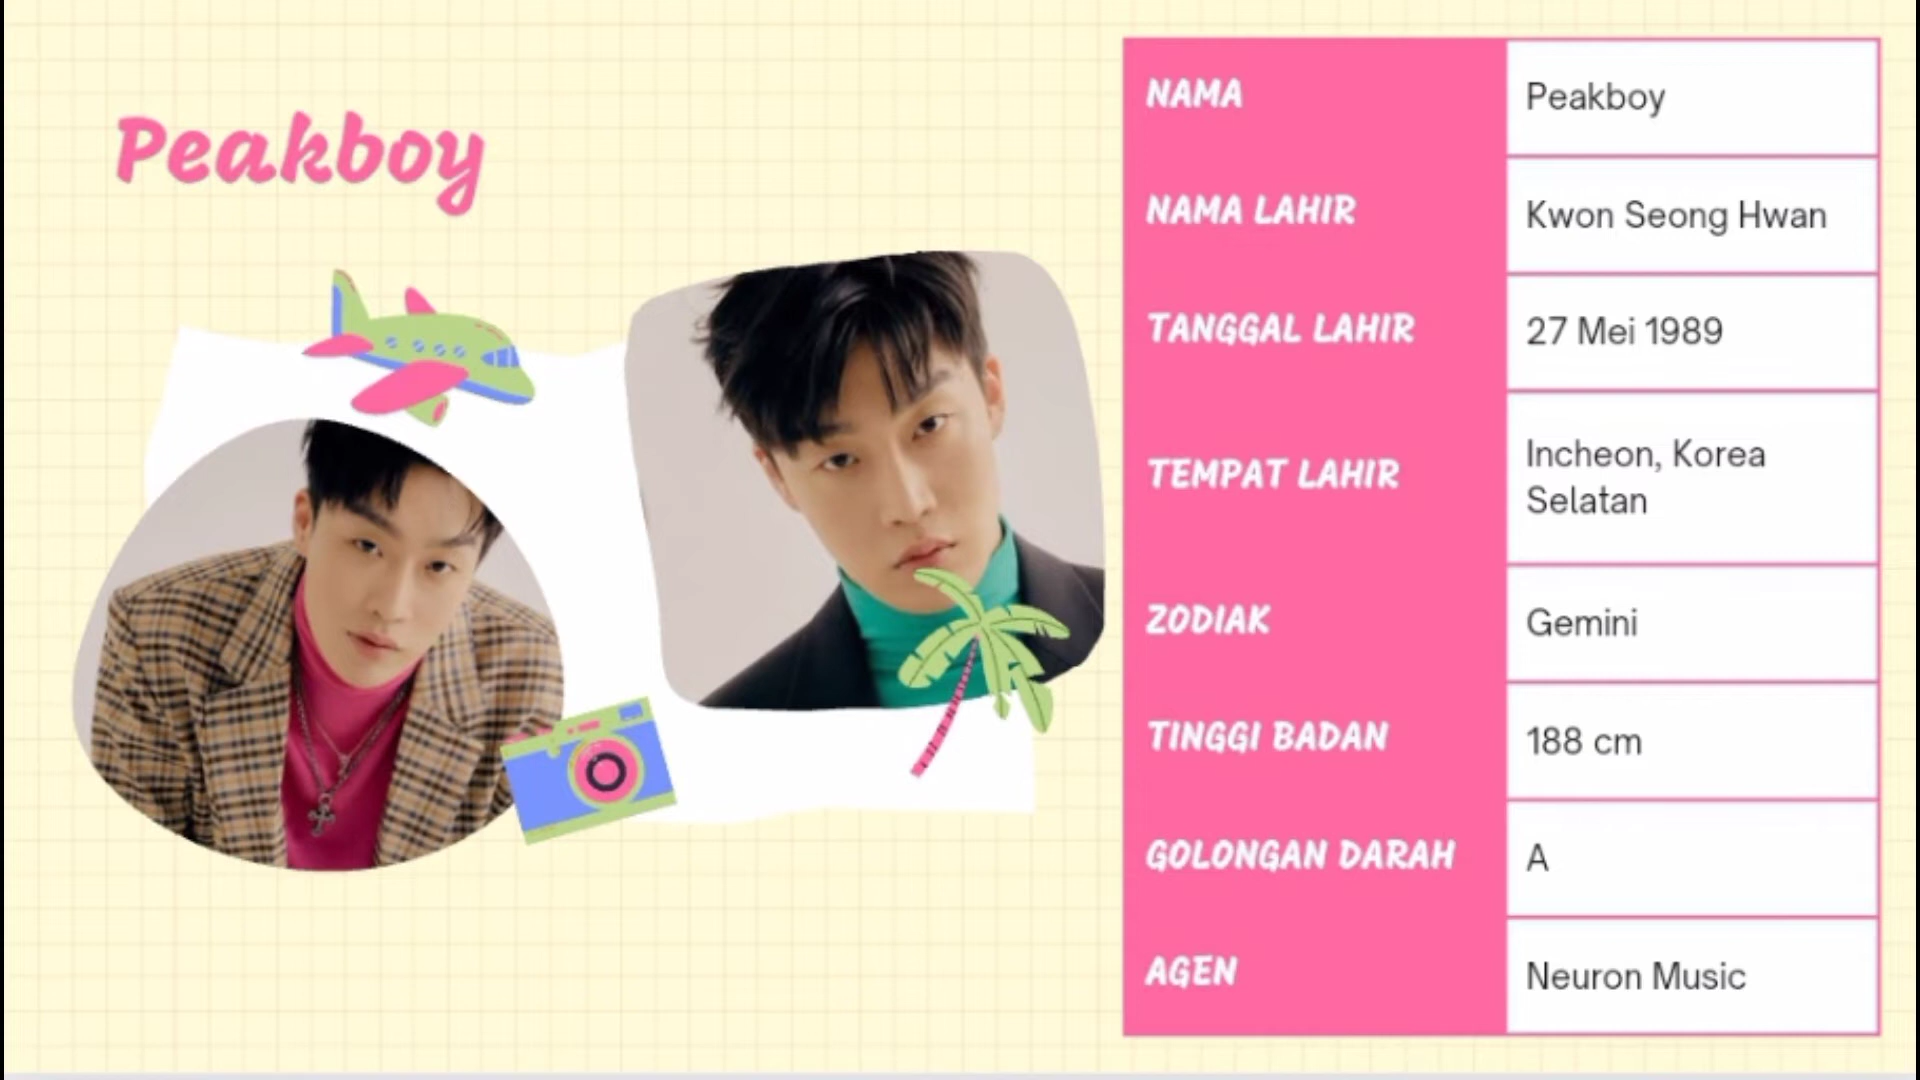 Peakboy
NAMA
Peakboy
NAMA LAHIR
Kwon Seong Hwan
TANGGAL LAHIR
27 Mei 1989
TEMPAT LAHIR
Incheon, Korea
Selatan
ZODIAK
Gemini
TINGGI BADAN
188 cm
GOLONGAN DARAH
A
AGEN
Neuron Music